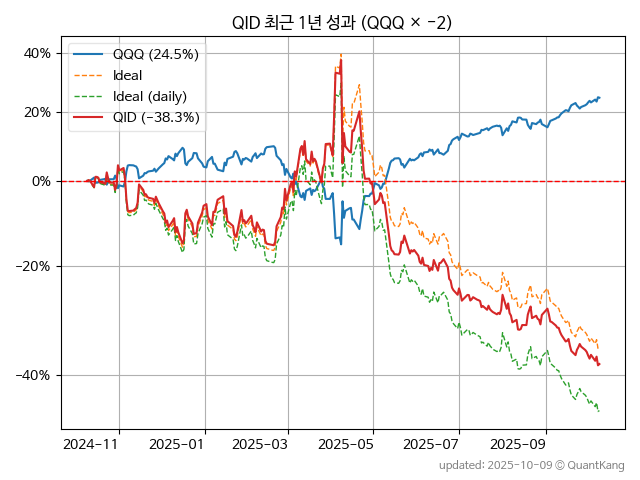 QID 최근 1년 성과 (QQQ × −2)
QQQ (24.5%)
Ideal
Ideal (daily)
QID (−38.3%)
40%
20%
0%
−20%
−40%
2024-11
2025-01
2025-03
2025-05
2025-07
2025-09
updated: 2025-10-09 © QuantKang